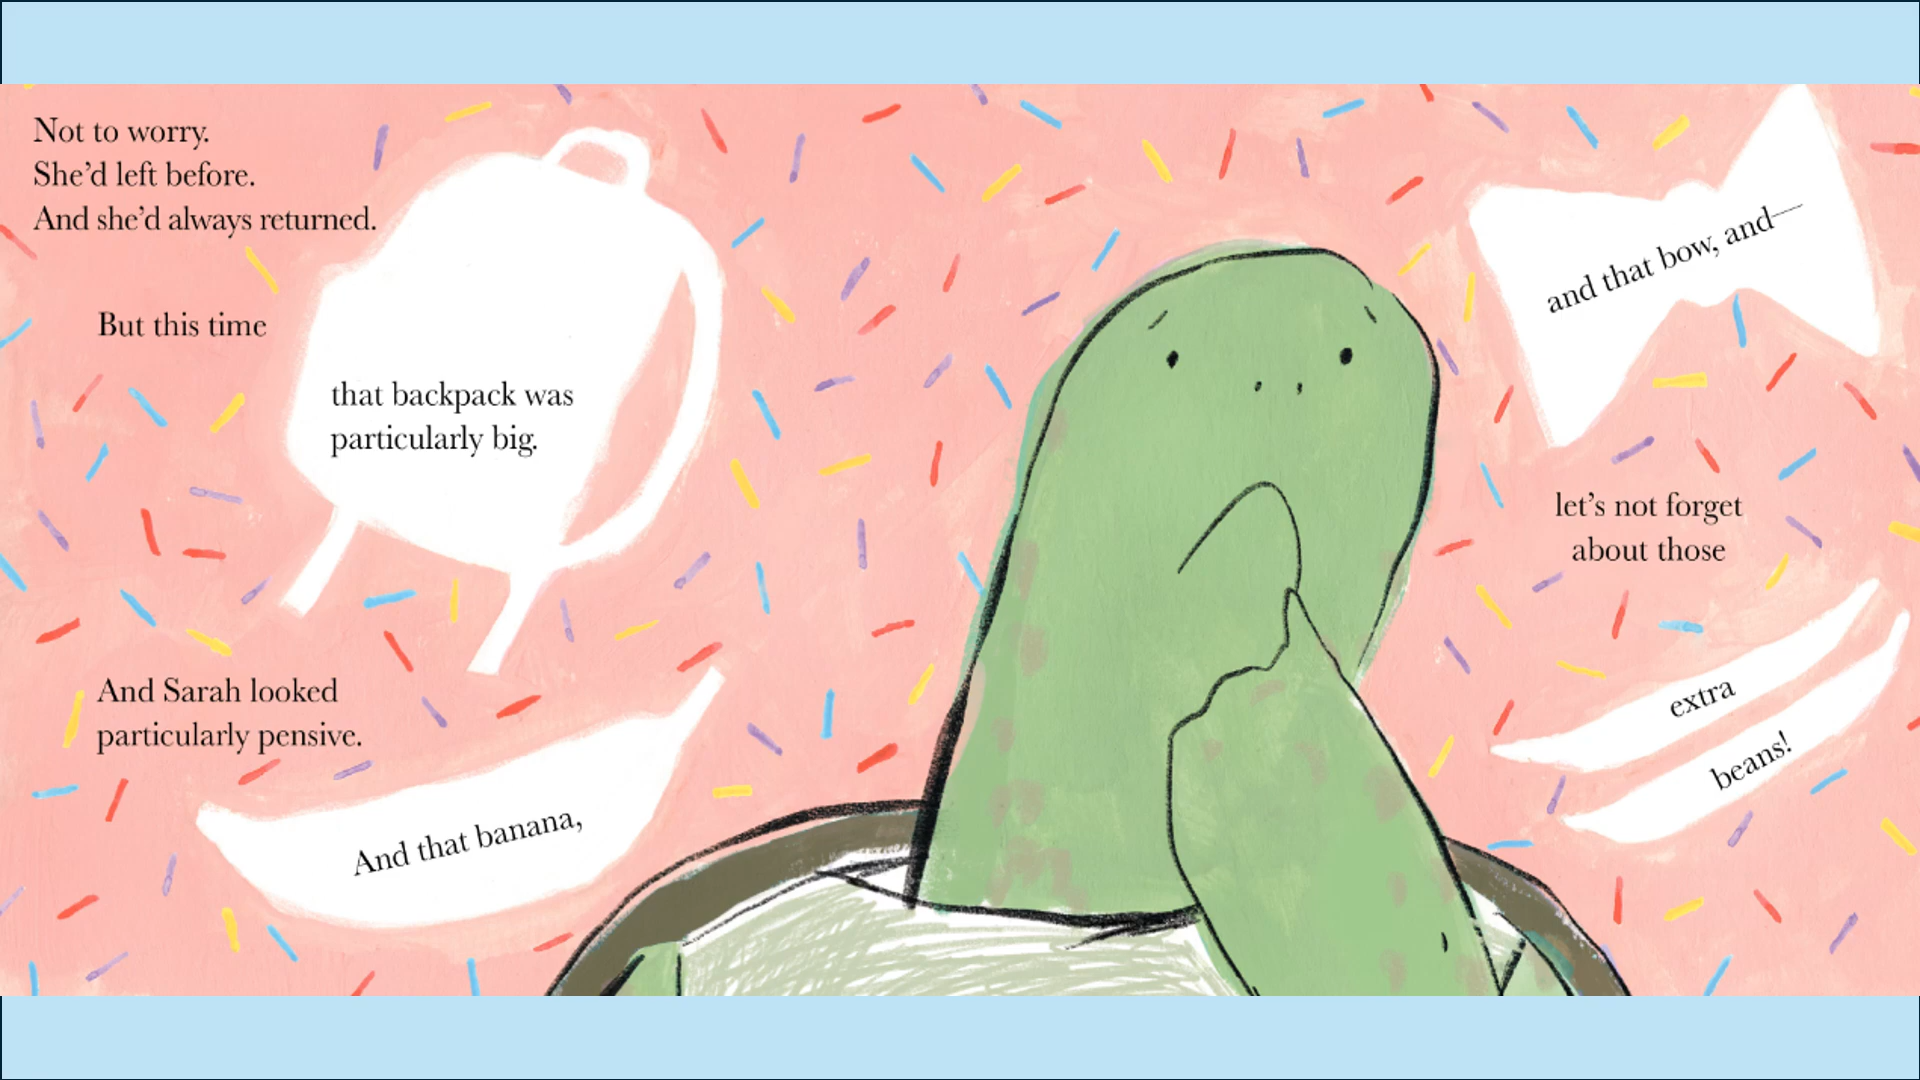 Not to worry.
She’d left before.
And she’d always returned.
But this time
that backpack was
particularly big.
And Sarah looked
particularly pensive.
And that banana,
and that bow, and—
let’s not forget
about those
extra
beans!